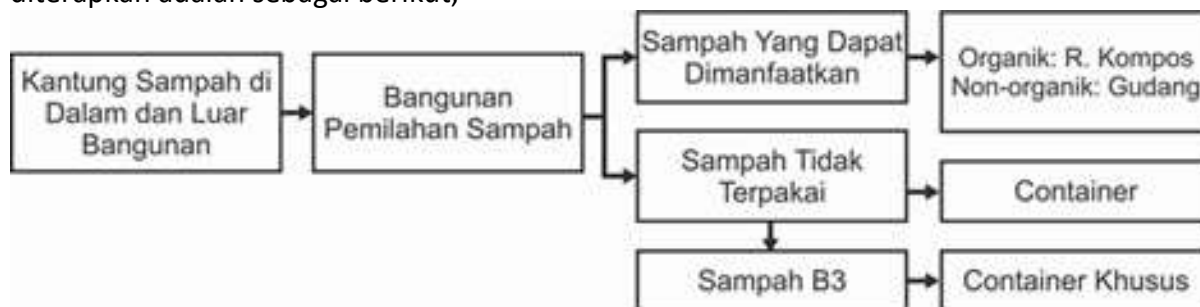 diterapkan adalah sebagai berikut;
Kantung Sampah di
Dalam dan Luar
Bangunan
Bangunan
Pemilahan Sampah
Sampah Yang Dapat
Dimanfaatkan
Organik: R. Kompos
Non-organik: Gudang
Sampah Tidak
Terpakai
Container
Sampah B3
Container Khusus